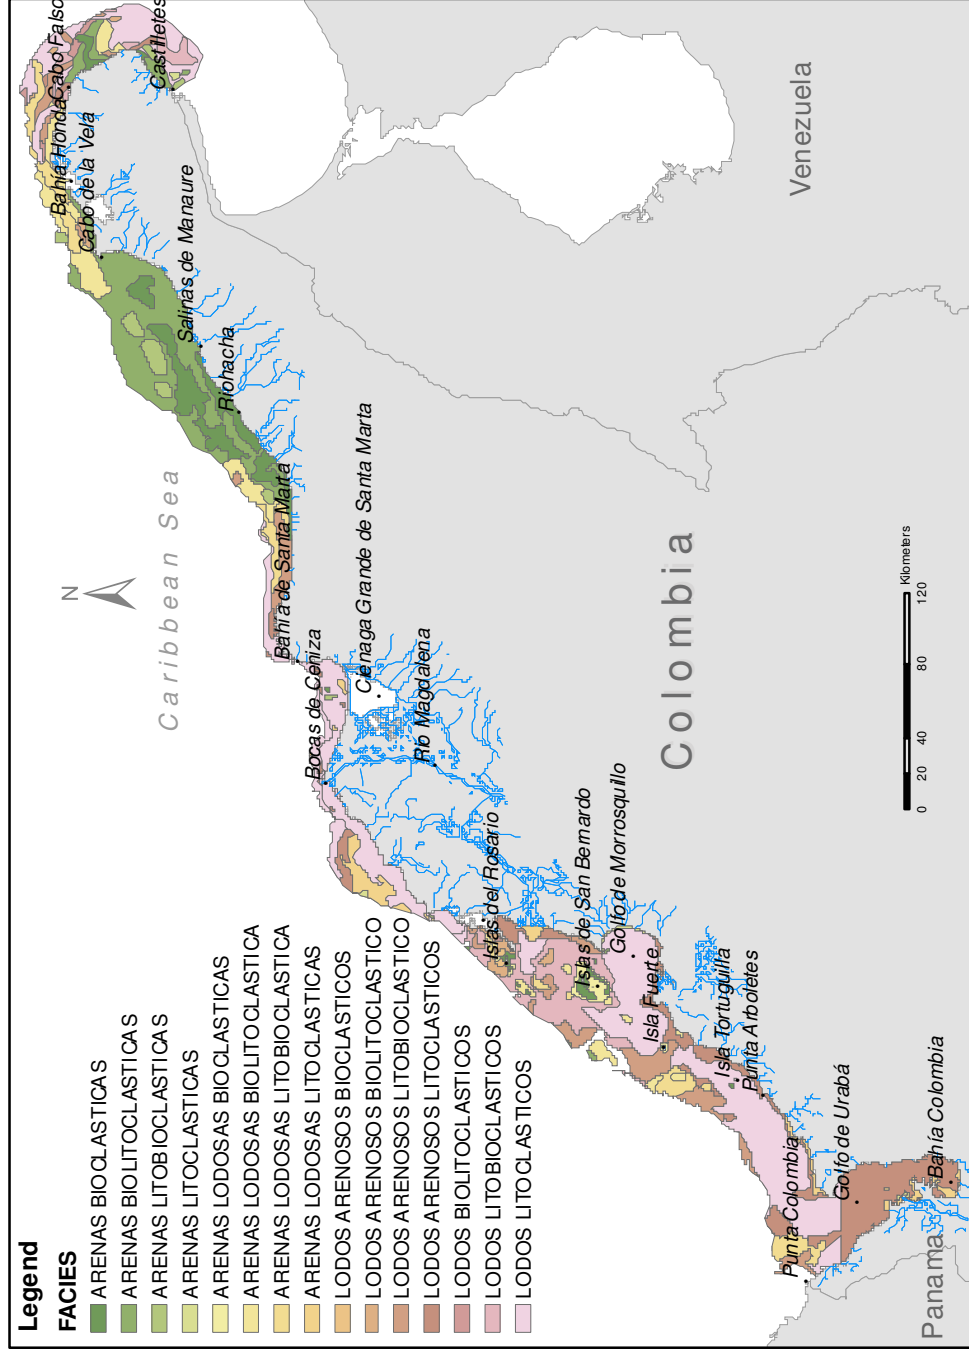 Legend
FACIES
ARENAS BIOCLASTICAS
ARENAS BIOLITOCLASTICAS
ARENAS LITOBIOCLASTICAS
ARENAS LITOCLASTICAS
ARENAS LODOSAS BIOCLASTICAS
ARENAS LODOSAS BIOLITOCLASTICA
ARENAS LODOSAS LITOBIOCLASTICA
ARENAS LODOSAS LITOCLASTICAS
LODOS ARENOSOS BIOCLASTICOS
LODOS ARENOSOS BIOLITOCLASTICO
LODOS ARENOSOS LITOBIOCLASTICO
LODOS ARENOSOS LITOCLASTICOS
LODOS BIOLITOCLASTICOS
LODOS LITOBIOCLASTICOS
LODOS LITOCLASTICOS
N
Caribbean Sea
Cabo Falso
Bahía Honda
Cabo de la Vela
Castilletes
Salinas de Manaure
Riohacha
Bahía de Santa Marta
Cienaga Grande de Santa Marta
Bocas de Ceniza
Río Magdalena
Islas del Rosario
Islas de San Bernardo
Golfo de Morrosquillo
Isla Fuerte
Isla Tortuguilla
Punta Arboletes
Punta Colombia
Golfo de Urabá
Bahía Colombia
Panama
Colombia
Venezuela
0 20 40 80 120
Kilometers